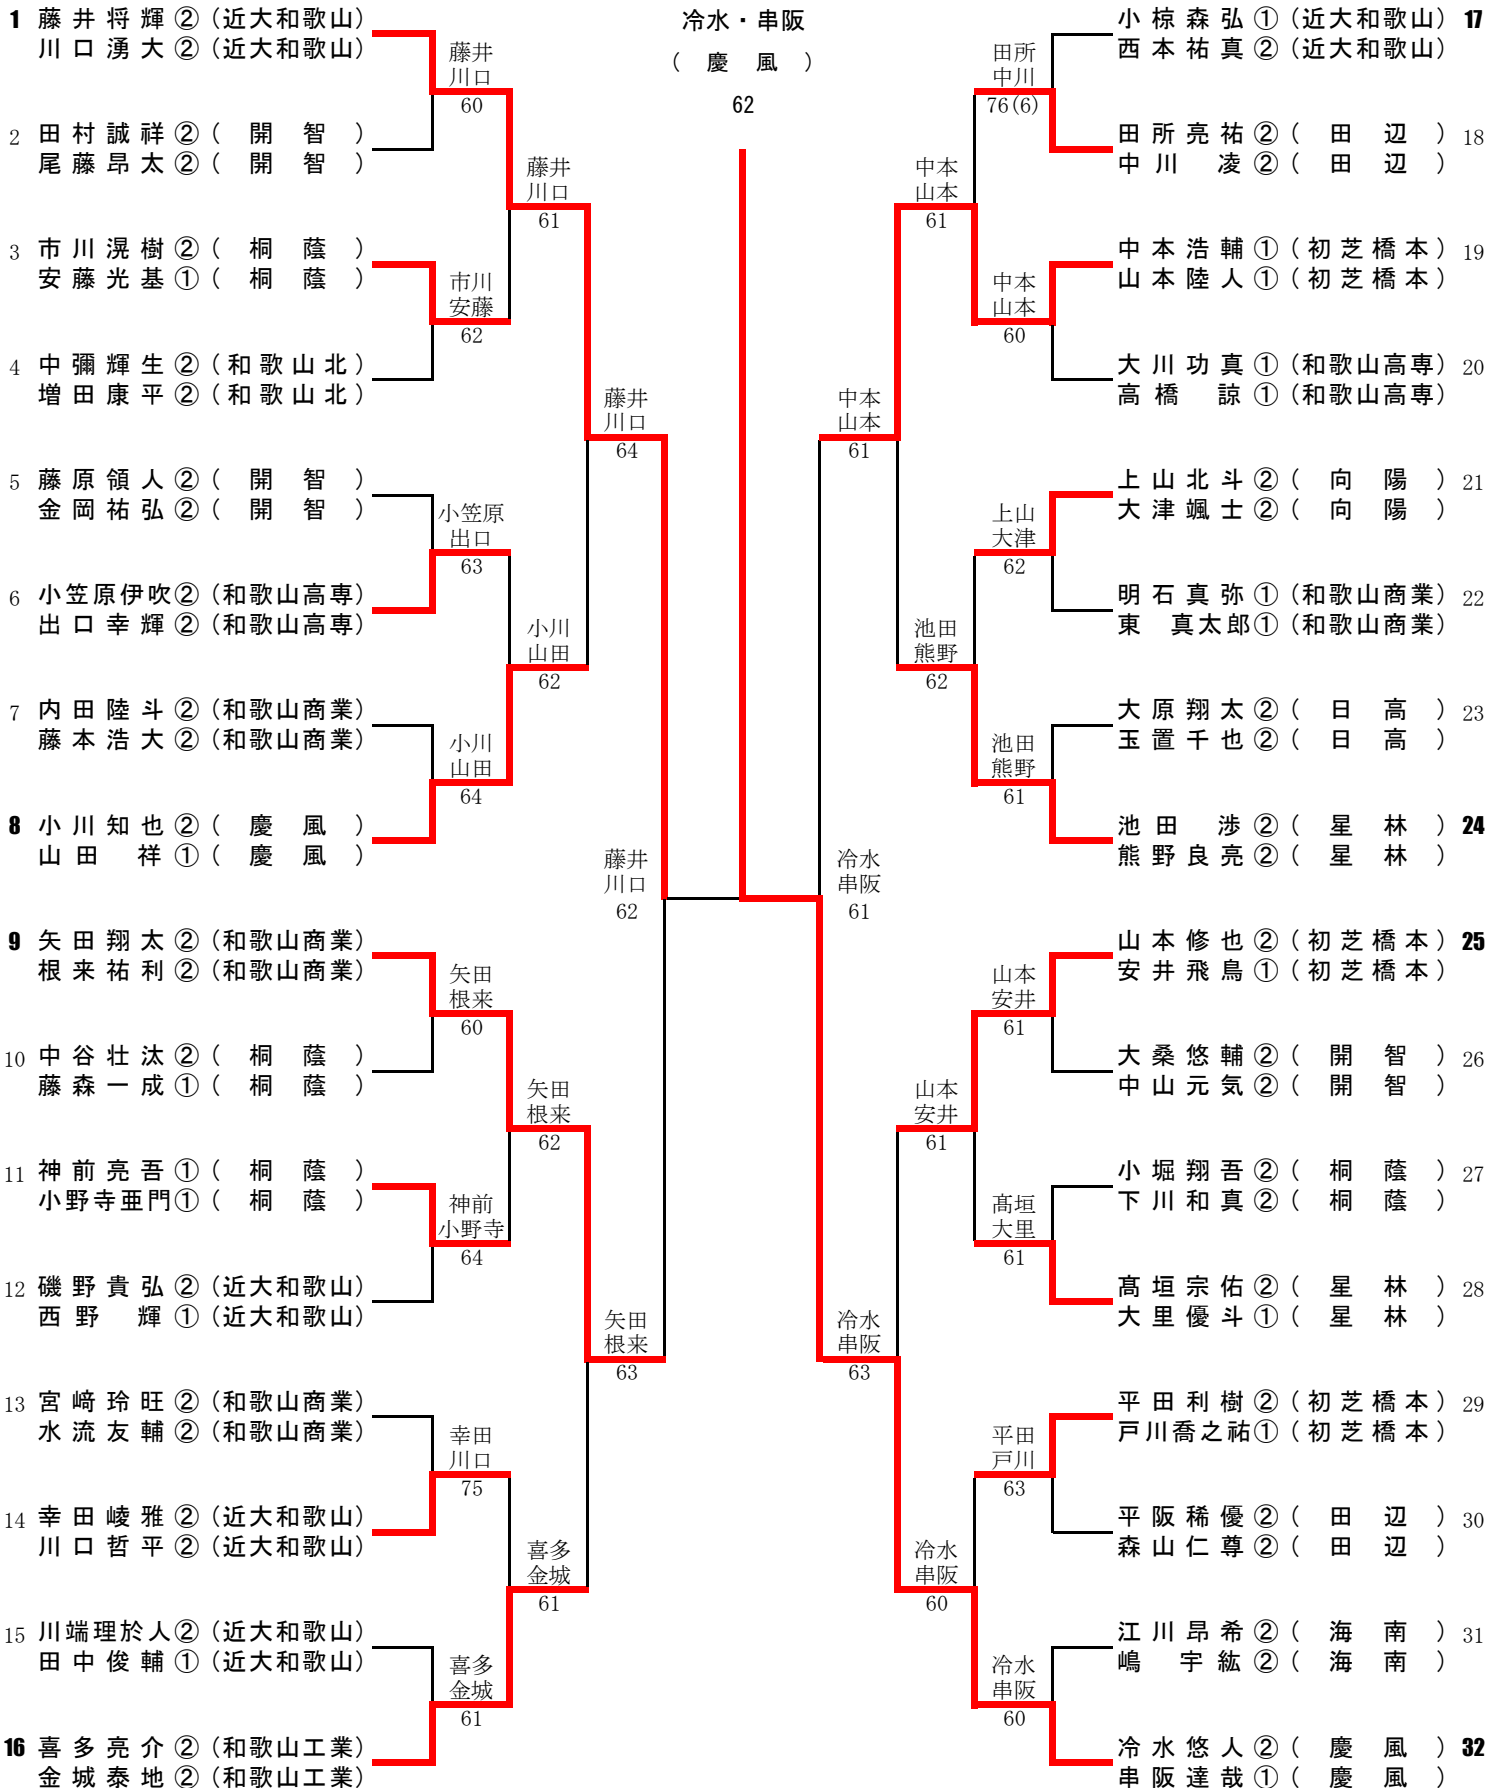 冷水・串阪
(慶風)
62
1 藤井将輝②(近大和歌山)
川口湧大②(近大和歌山)
2 田村誠祥②(開智)
尾藤昂太②(開智)
3 市川滉樹②(桐蔭)
安藤光基①(桐蔭)
4 中彌輝生②(和歌山北)
増田康平②(和歌山北)
5 藤原領人②(開智)
金岡祐弘②(開智)
6 小笠原伊吹②(和歌山高専)
出口幸輝②(和歌山高専)
7 内田陸斗②(和歌山商業)
藤本浩大②(和歌山商業)
8 小川知也②(慶風)
山田祥①(慶風)
9 矢田翔太②(和歌山商業)
根来祐利②(和歌山商業)
10 中谷壮汰②(桐蔭)
藤森一成①(桐蔭)
11 神前亮吾①(桐蔭)
小野寺亜門①(桐蔭)
12 磯野貴弘②(近大和歌山)
西野輝①(近大和歌山)
13 宮﨑玲旺②(和歌山商業)
水流友輔②(和歌山商業)
14 幸田崚雅②(近大和歌山)
川口哲平②(近大和歌山)
15 川端理於人②(近大和歌山)
田中俊輔①(近大和歌山)
16 喜多亮介②(和歌山工業)
金城泰地②(和歌山工業)
藤井
川口
60
市川
安藤
62
小笠原
出口
63
小川
山田
64
矢田
根来
60
神前
小野寺
64
幸田
川口
75
喜多
金城
61
藤井
川口
61
小川
山田
62
矢田
根来
62
喜多
金城
61
藤井
川口
64
矢田
根来
63
藤井
川口
62
冷水
串阪
61
中本
山本
61
冷水
串阪
63
中本
山本
61
池田
熊野
62
山本
安井
61
冷水
串阪
60
田所
中川
76(6)
中本
山本
60
上山
大津
62
池田
熊野
61
山本
安井
61
髙垣
大里
61
平田
戸川
63
冷水
串阪
60
小椋森弘①(近大和歌山) 17
西本祐真②(近大和歌山)
田所亮祐②(田辺) 18
中川凌②(田辺)
中本浩輔①(初芝橋本) 19
山本陸人①(初芝橋本)
大川功真①(和歌山高専) 20
高橋諒①(和歌山高専)
上山北斗②(向陽) 21
大津颯士②(向陽)
明石真弥①(和歌山商業) 22
東真太郎①(和歌山商業)
大原翔太②(日高) 23
玉置千也②(日高)
池田渉②(星林) 24
熊野良亮②(星林)
山本修也②(初芝橋本) 25
安井飛鳥①(初芝橋本)
大桑悠輔②(開智) 26
中山元気②(開智)
小堀翔吾②(桐蔭) 27
下川和真②(桐蔭)
髙垣宗佑②(星林) 28
大里優斗①(星林)
平田利樹②(初芝橋本) 29
戸川喬之祐①(初芝橋本)
平阪稀優②(田辺) 30
森山仁尊②(田辺)
江川昂希②(海南) 31
嶋宇紘②(海南)
冷水悠人②(慶風) 32
串阪達哉①(慶風)